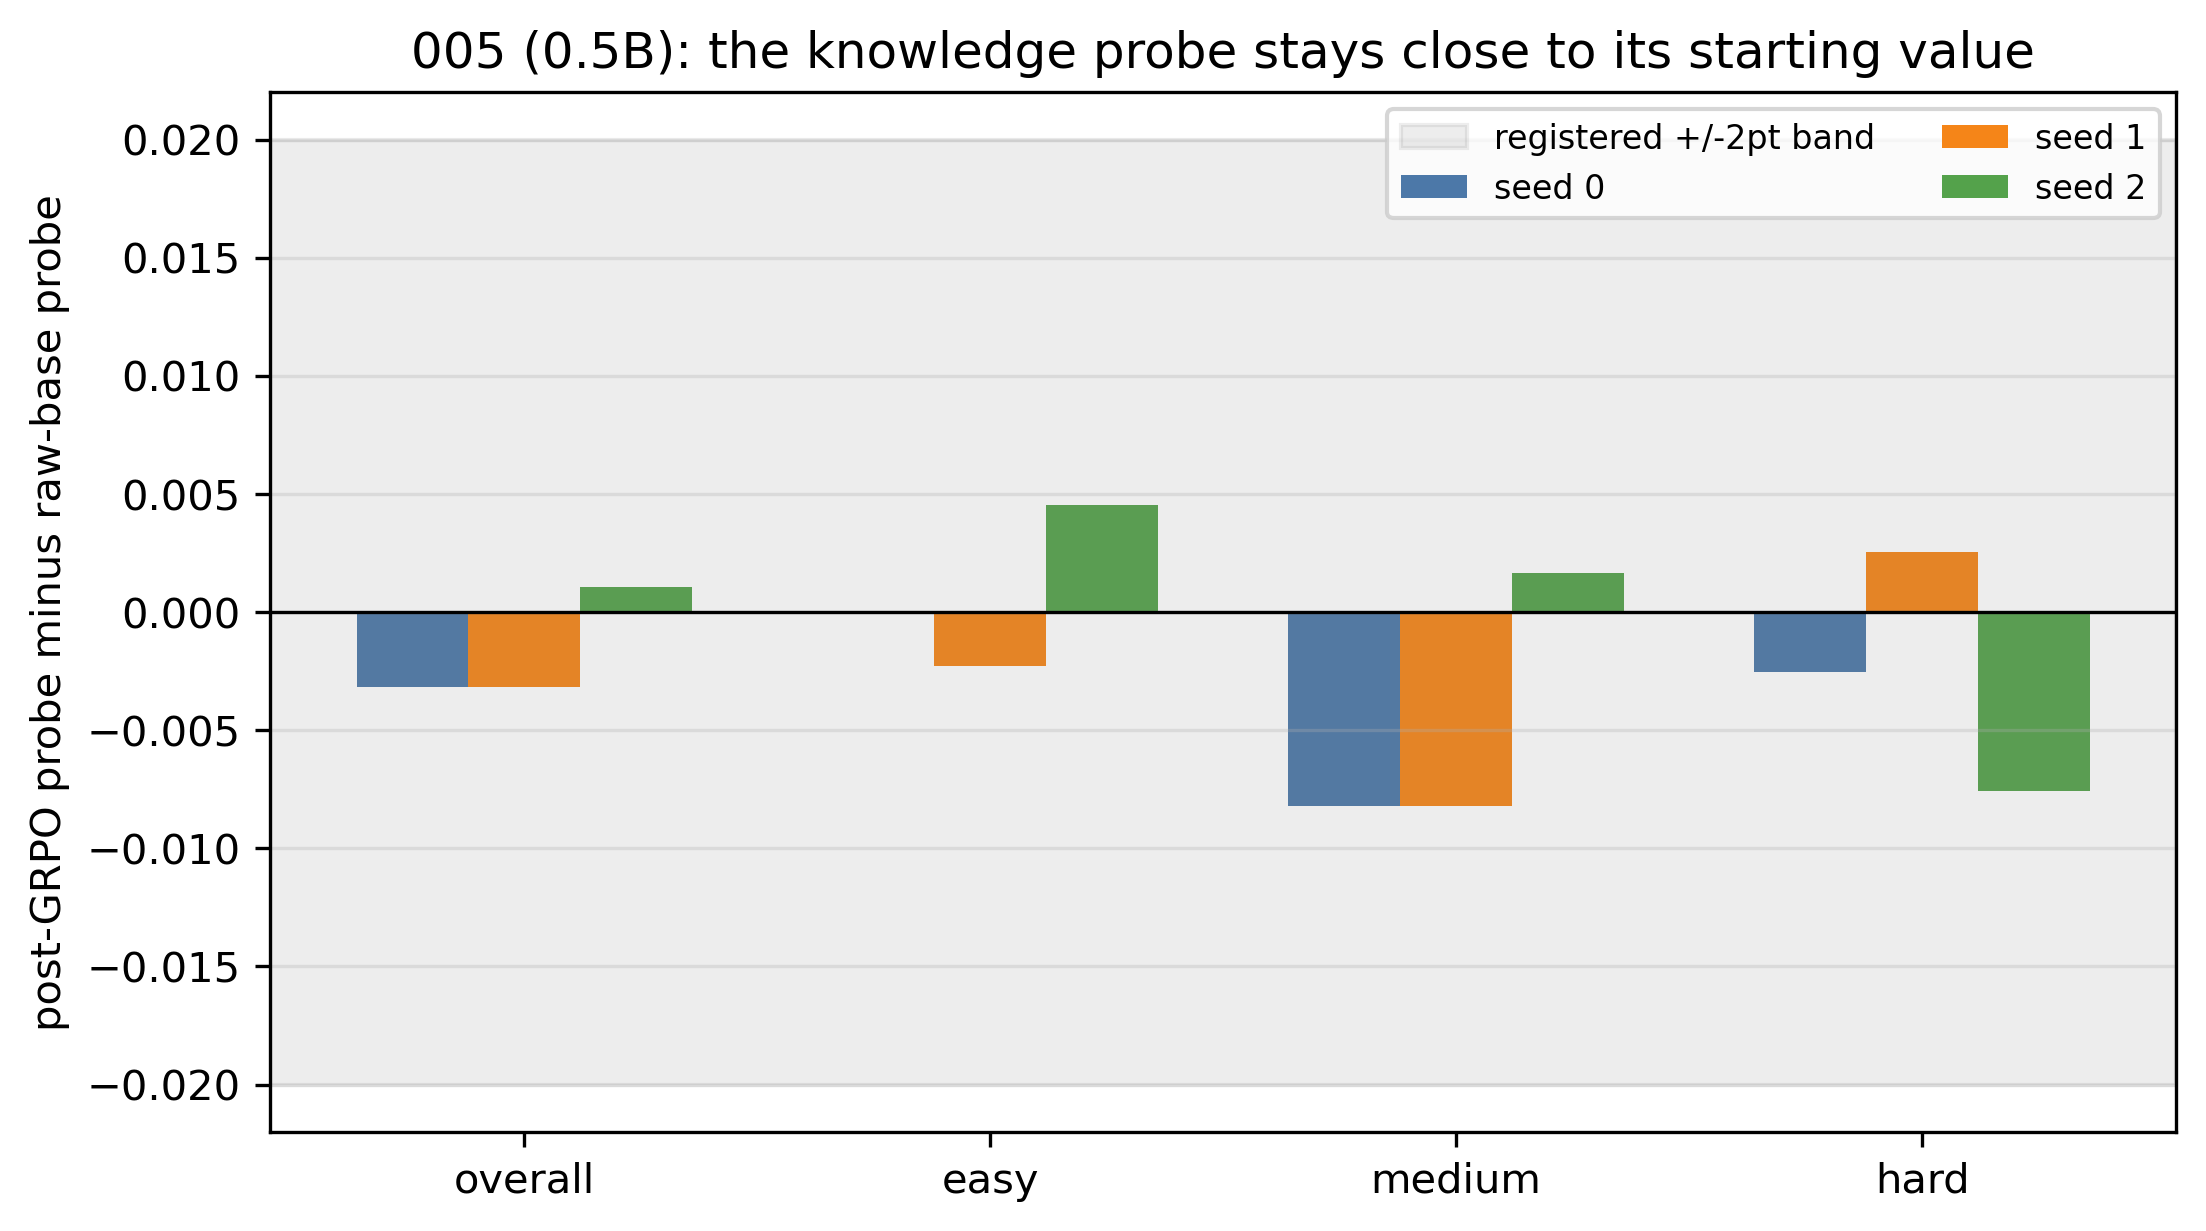 005 (0.5B): the knowledge probe stays close to its starting value
registered +/-2pt band
seed 0
seed 1
seed 2
post-GRPO probe minus raw-base probe
0.020
0.015
0.010
0.005
0.000
−0.005
−0.010
−0.015
−0.020
overall
easy
medium
hard